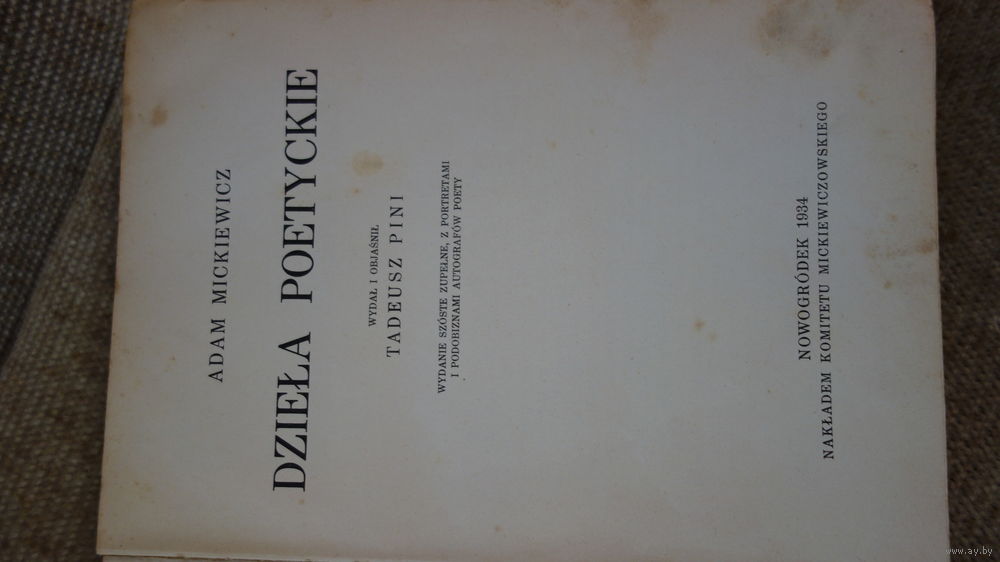 ADAM MICKIEWICZ
DZIEŁA POETYCKIE
WYDAŁ I OBJAŚNIŁ
TADEUSZ PINI
WYDANIE SZÓSTE ZUPEŁNE, Z PORTRETAMI
I PODOBIZNAMI AUTOGRAFÓW POETY
NOWOGRÓDEK 1934
NAKŁADEM KOMITETU MICKIEWICZOWSKIEGO
www.ay.by